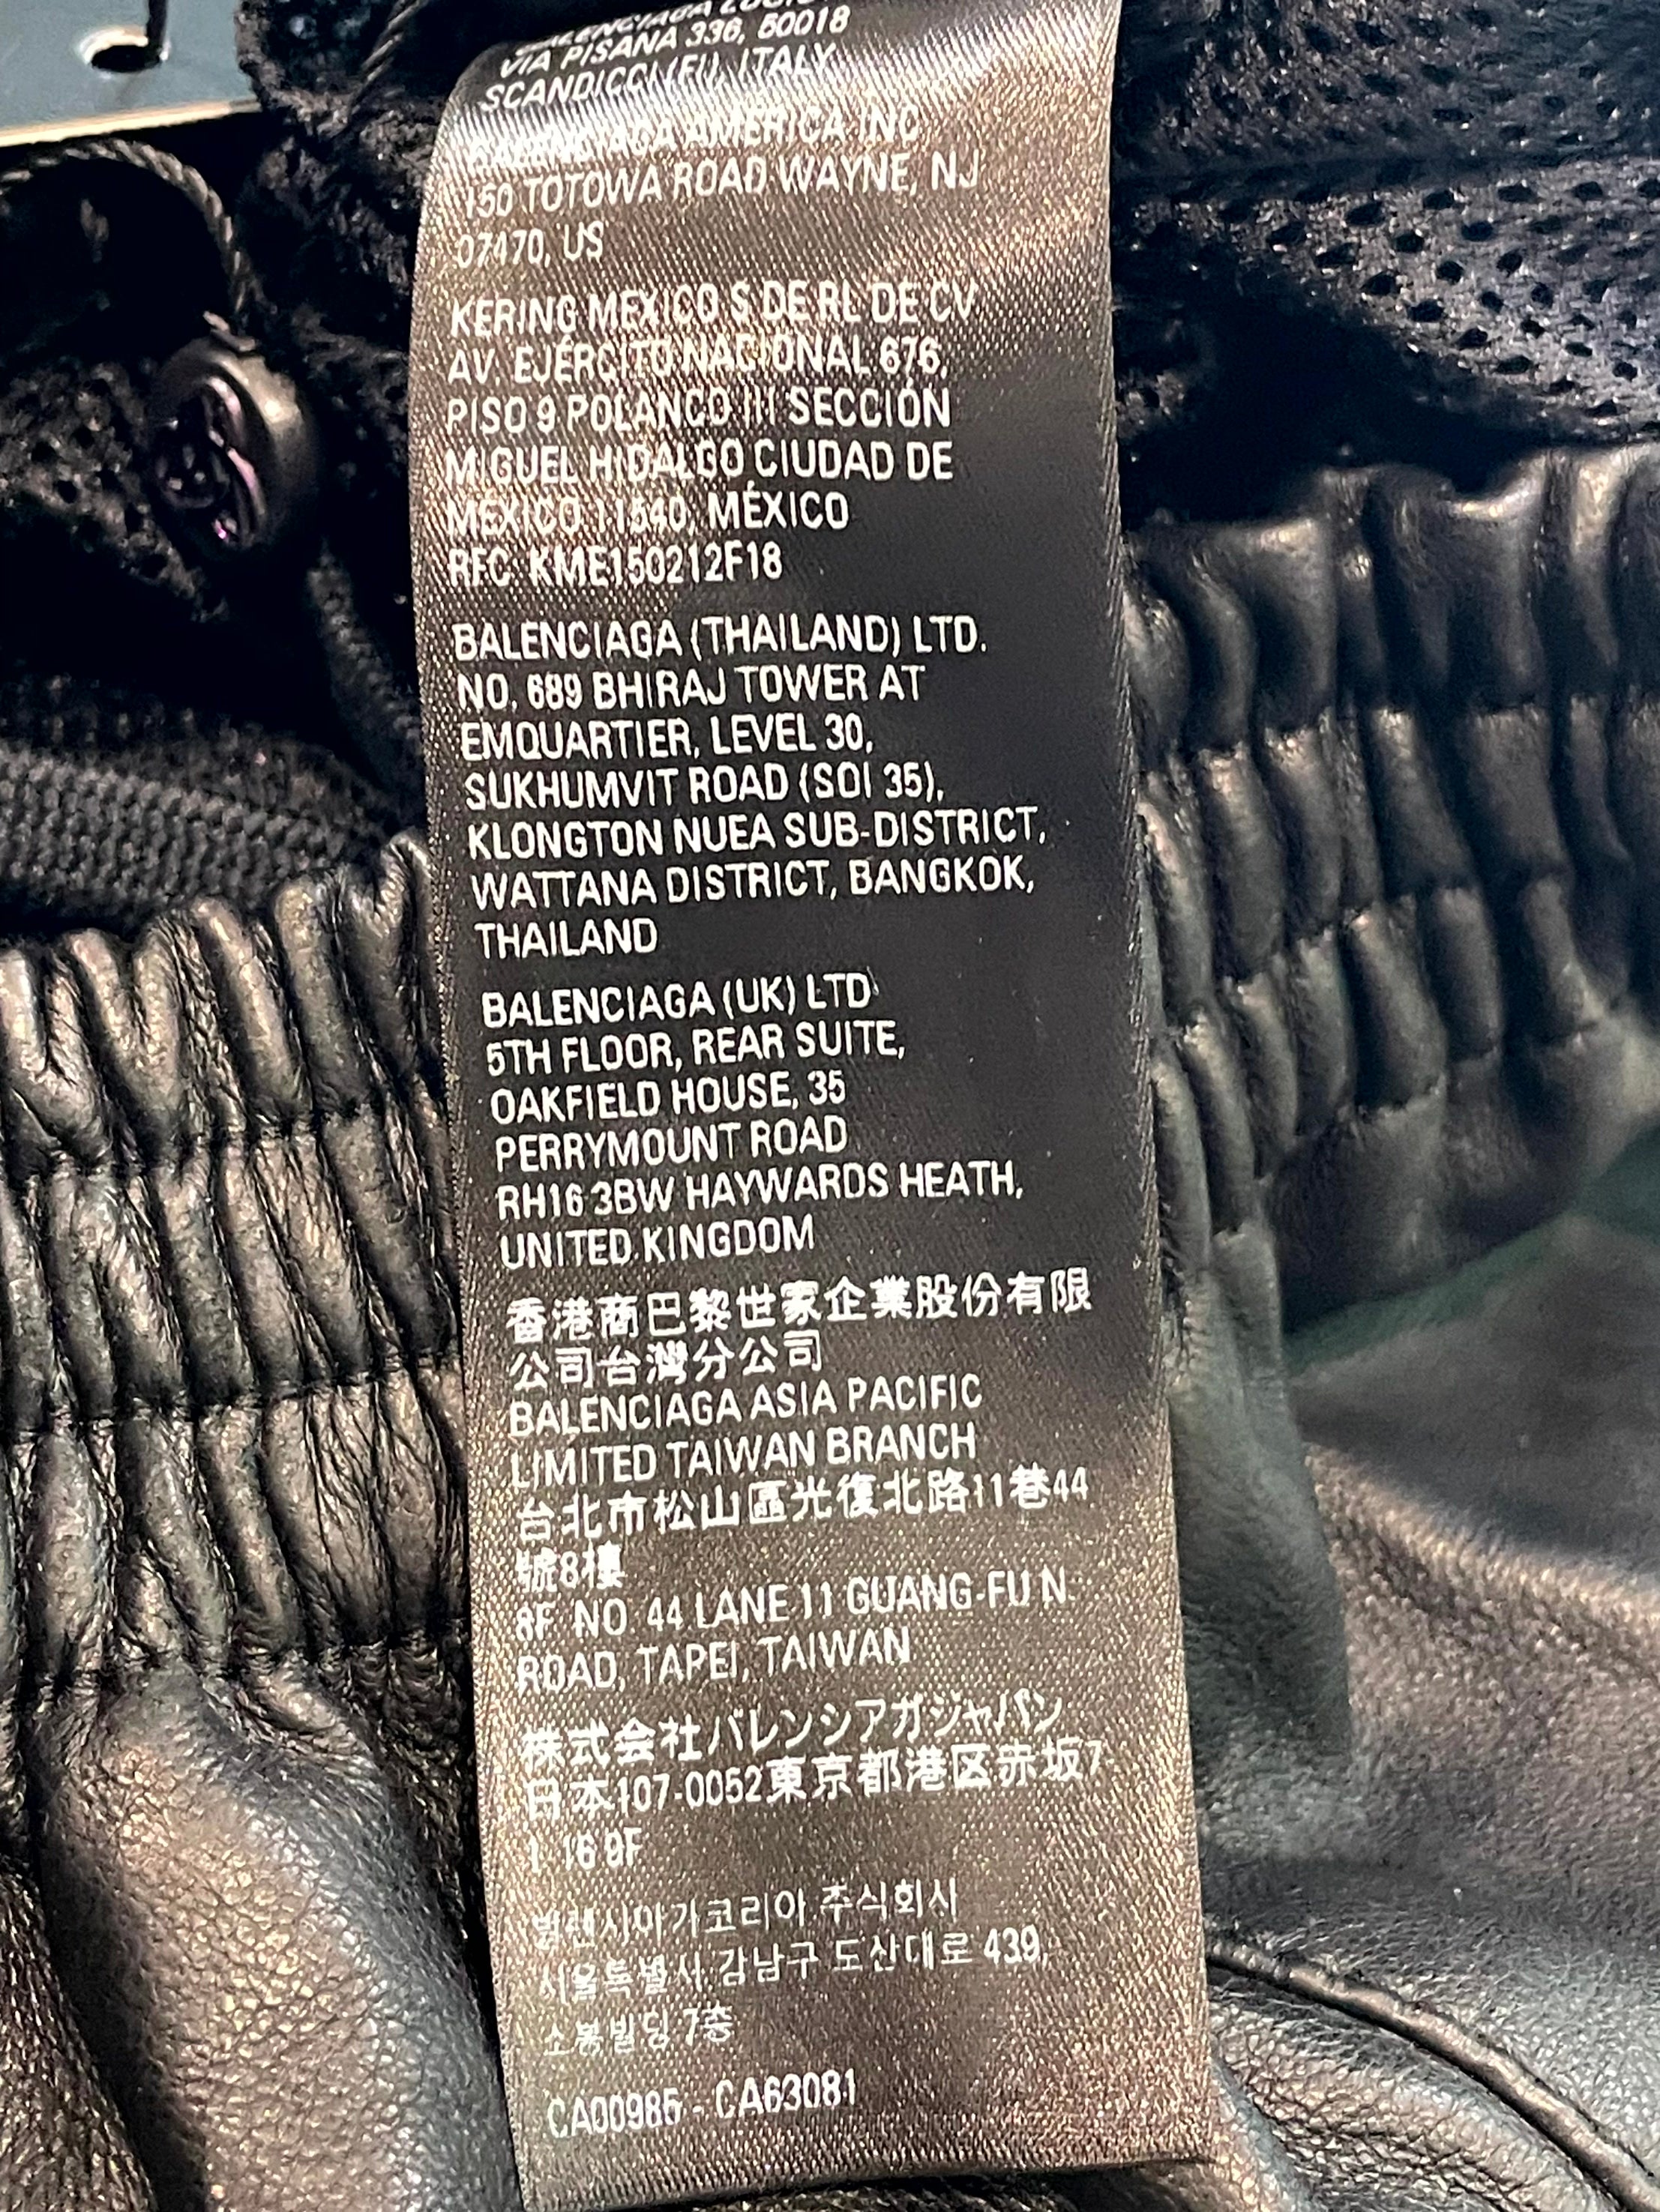 VIA PISANA 336, 50018
SCANDICCI (FI), ITALY
BALENCIAGA AMERICA INC
150 TOTOWA ROAD WAYNE, NJ
07470, US
KERING MEXICO S DE RL DE CV
AV. EJÉRCITO NACIONAL 676,
PISO 9 POLANCO III SECCIÓN
MIGUEL HIDALGO CIUDAD DE
MÉXICO 11540, MÉXICO
RFC: KME150212F18
BALENCIAGA (THAILAND) LTD.
NO. 689 BHIRAJ TOWER AT
EMQUARTIER, LEVEL 30,
SUKHUMVIT ROAD (SOI 35),
KLONGTON NUEA SUB-DISTRICT,
WATTANA DISTRICT, BANGKOK,
THAILAND
BALENCIAGA (UK) LTD
5TH FLOOR, REAR SUITE,
OAKFIELD HOUSE, 35
PERRYMOUNT ROAD
RH16 3BW HAYWARDS HEATH,
UNITED KINGDOM
香港商巴黎世家企業股份有限
公司台灣分公司
BALENCIAGA ASIA PACIFIC
LIMITED TAIWAN BRANCH
台北市松山區光復北路11巷44
號8樓
8F. NO. 44 LANE 11 GUANG-FU N.
ROAD, TAPEI, TAIWAN
株式会社バレンシアガジャパン
日本107-0052東京都港区赤坂7-
1-16 9F
발렌시아가코리아 주식회사
서울특별시 강남구 도산대로 439,
소봉빌딩 7층
CA00985 - CA63081